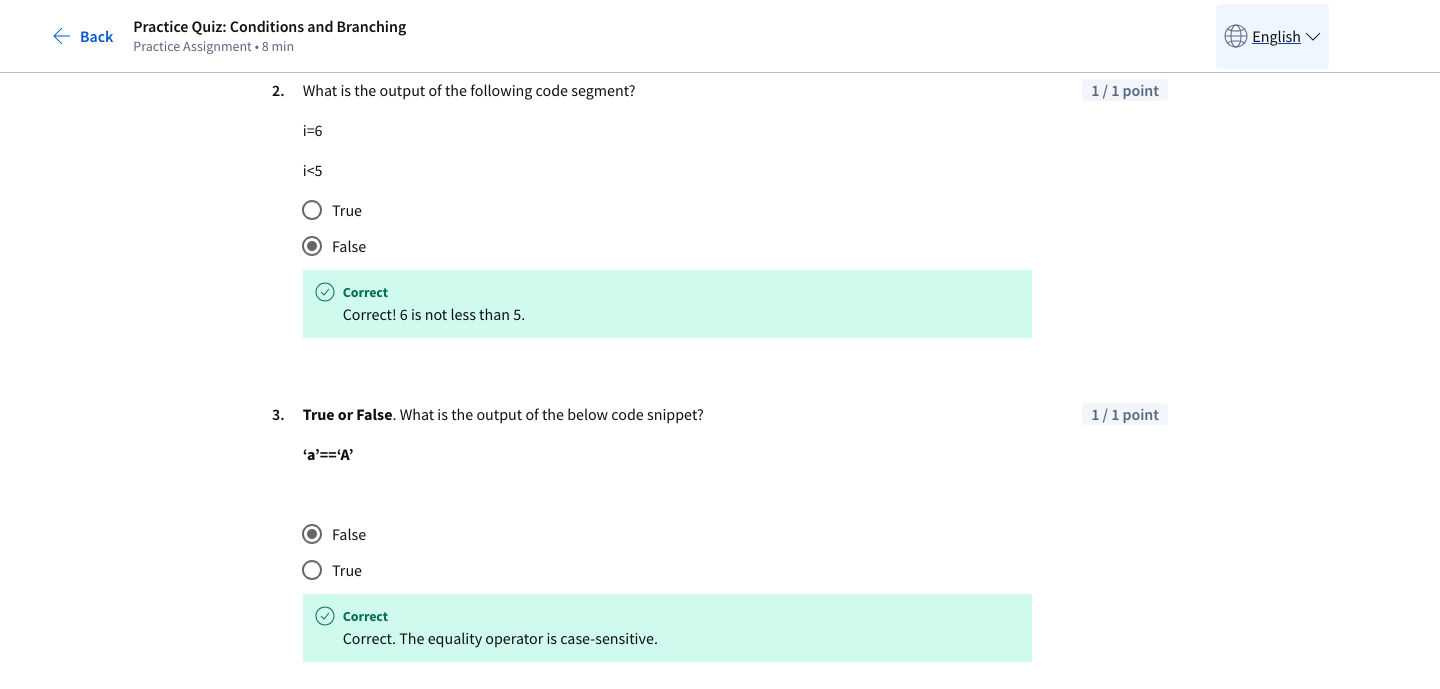 Back
Practice Quiz: Conditions and Branching
Practice Assignment • 8 min
English
2. What is the output of the following code segment?
1 / 1 point
i=6
i<5
True
False
Correct
Correct! 6 is not less than 5.
3. True or False. What is the output of the below code snippet?
1 / 1 point
‘a’==‘A’
False
True
Correct
Correct. The equality operator is case-sensitive.